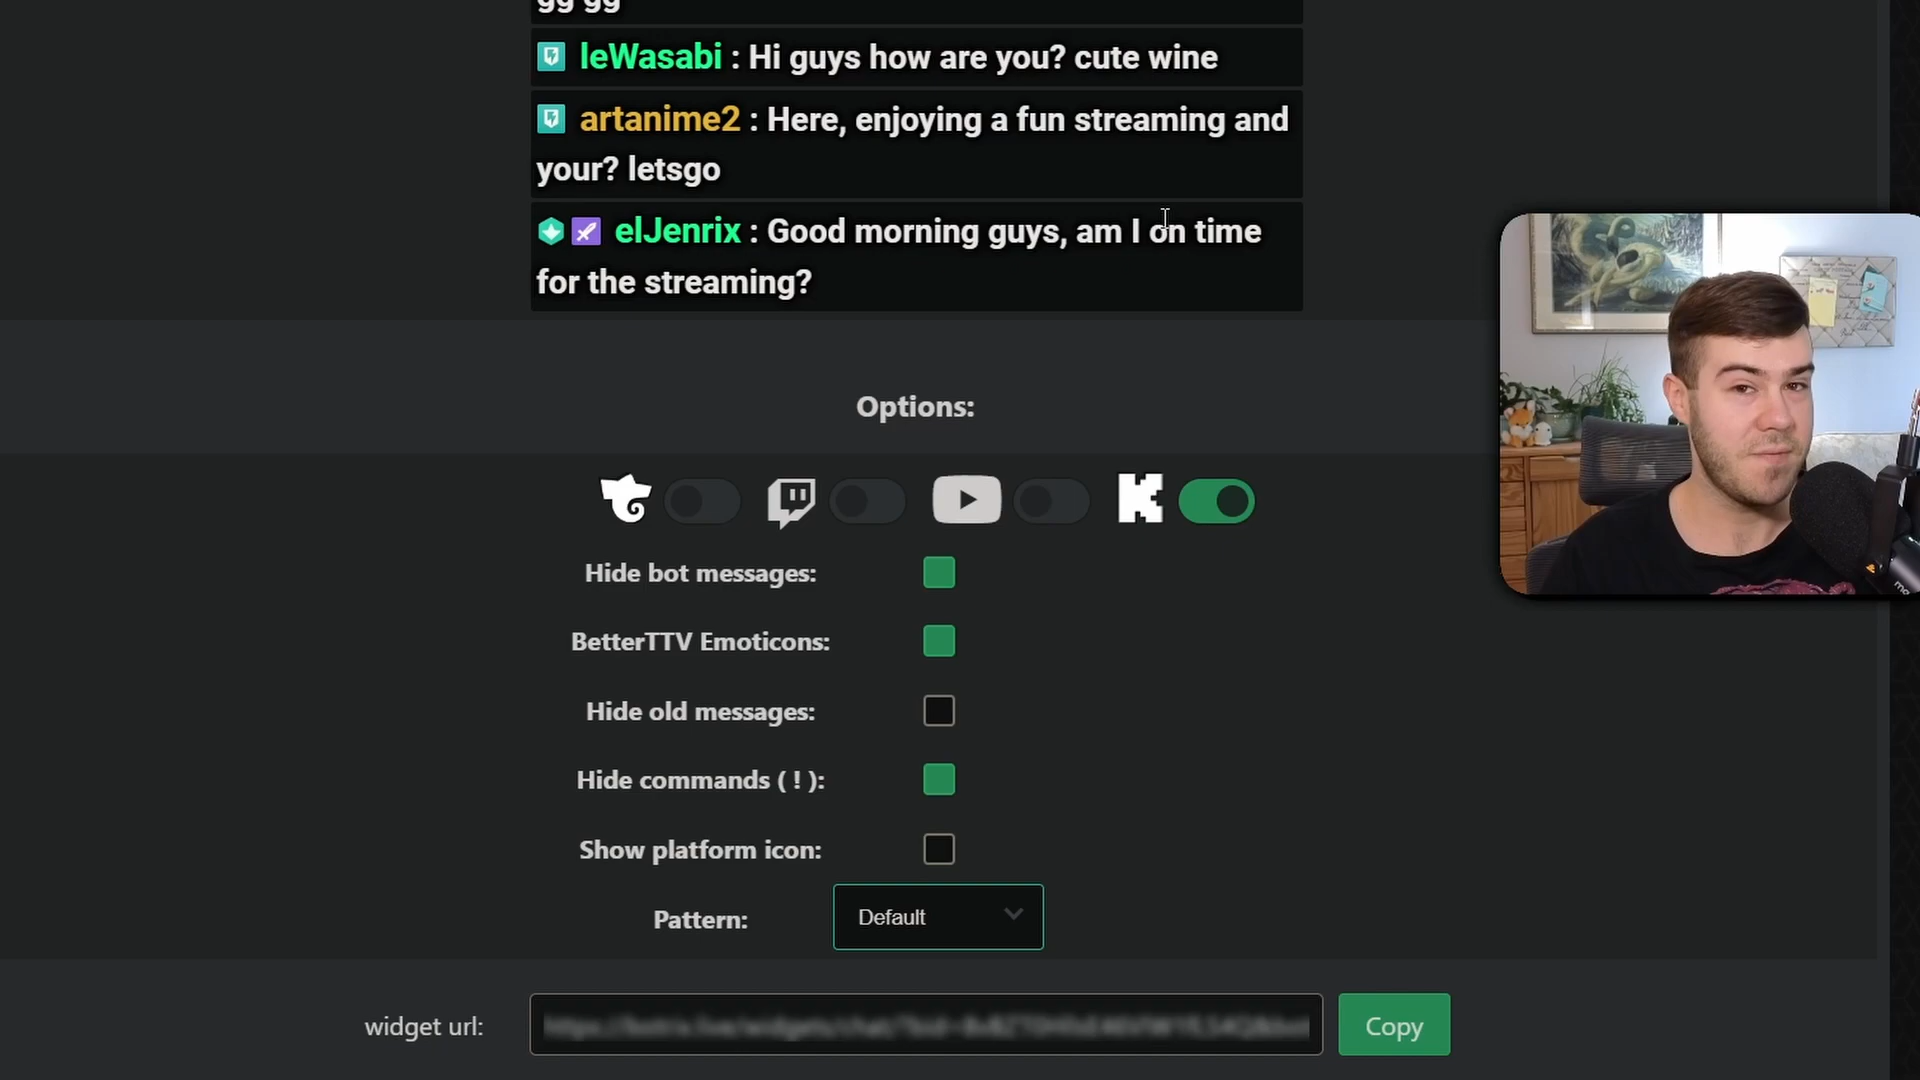 gg gg
leWasabi : Hi guys how are you? cute wine
artanime2 : Here, enjoying a fun streaming and
your? letsgo
elJenrix : Good morning guys, am I on time
for the streaming?
Options:
Hide bot messages:
BetterTTV Emoticons:
Hide old messages:
Hide commands ( ! ):
Show platform icon:
Pattern:
Default
widget url:
Copy